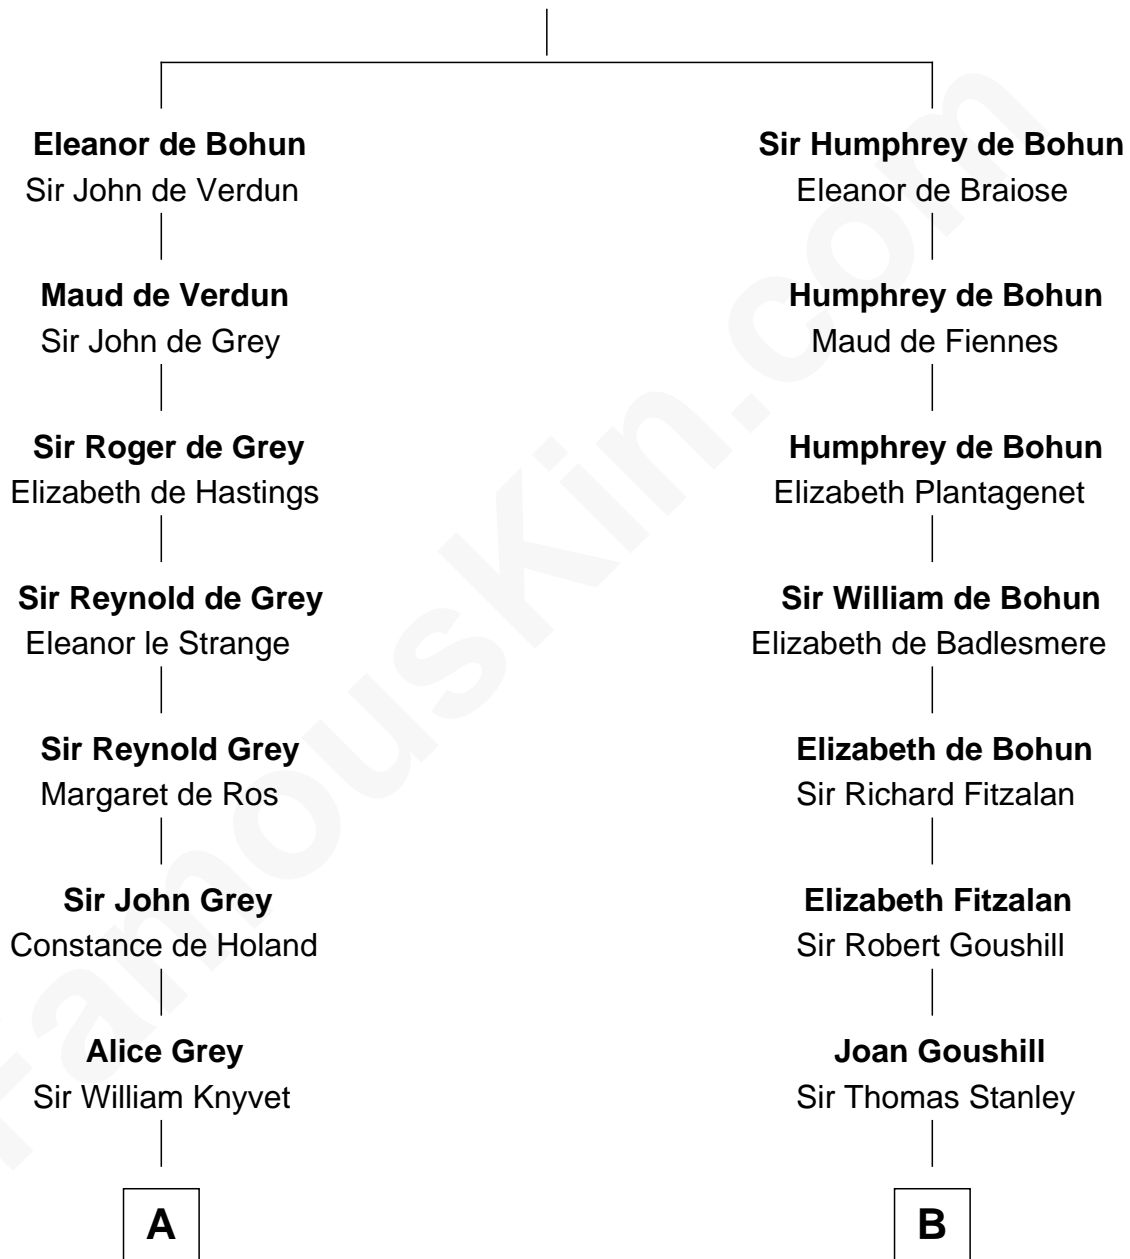 Eleanor de Bohun
Sir John de Verdun
Maud de Verdun
Sir John de Grey
Sir Roger de Grey
Elizabeth de Hastings
Sir Reynold de Grey
Eleanor le Strange
Sir Reynold Grey
Margaret de Ros
Sir John Grey
Constance de Holand
Alice Grey
Sir William Knyvet
A
Sir Humphrey de Bohun
Eleanor de Braiose
Humphrey de Bohun
Maud de Fiennes
Humphrey de Bohun
Elizabeth Plantagenet
Sir William de Bohun
Elizabeth de Badlesmere
Elizabeth de Bohun
Sir Richard Fitzalan
Elizabeth Fitzalan
Sir Robert Goushill
Joan Goushill
Sir Thomas Stanley
B
FamousKin.com